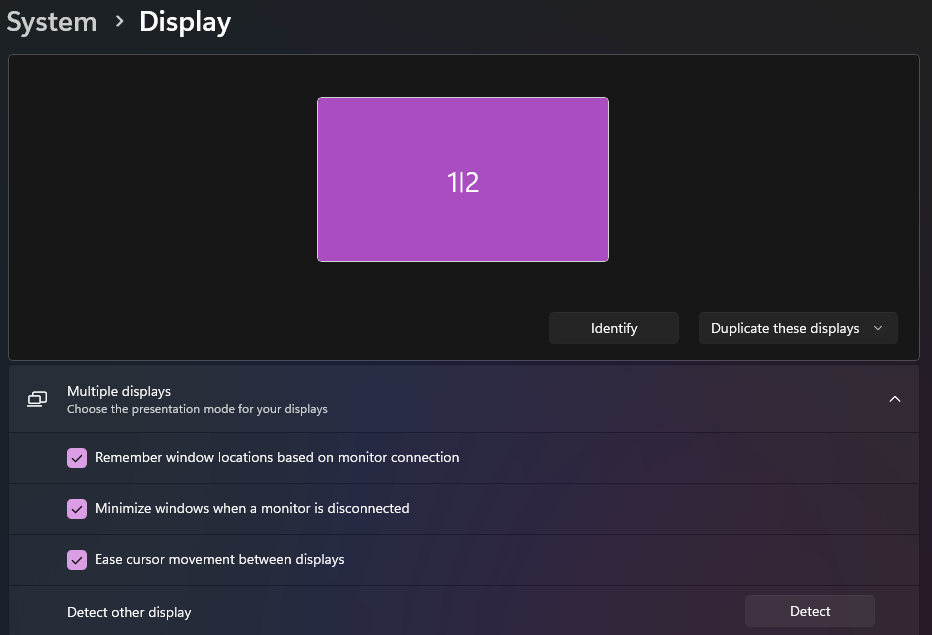 System > Display
1|2
Identify
Duplicate these displays
Multiple displays
Choose the presentation mode for your displays
Remember window locations based on monitor connection
Minimize windows when a monitor is disconnected
Ease cursor movement between displays
Detect other display
Detect